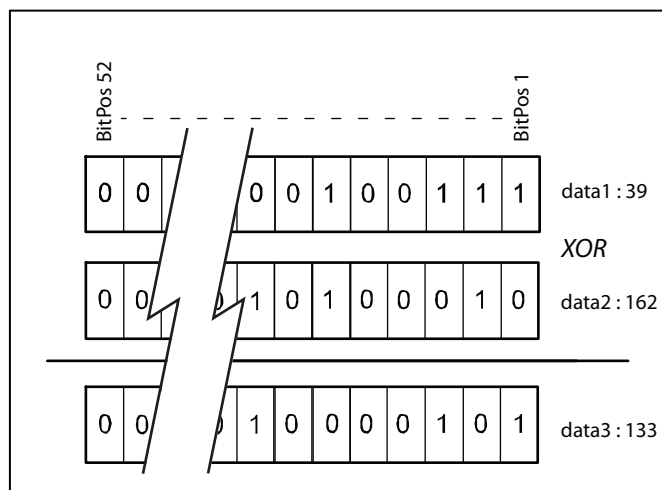 BitPos 52
BitPos 1
0 0 0 0 1 0 0 1 1 1 data1 : 39
XOR
0 0 0 1 0 1 0 0 0 1 0 data2 : 162
0 0 0 1 0 0 0 0 1 0 1 data3 : 133